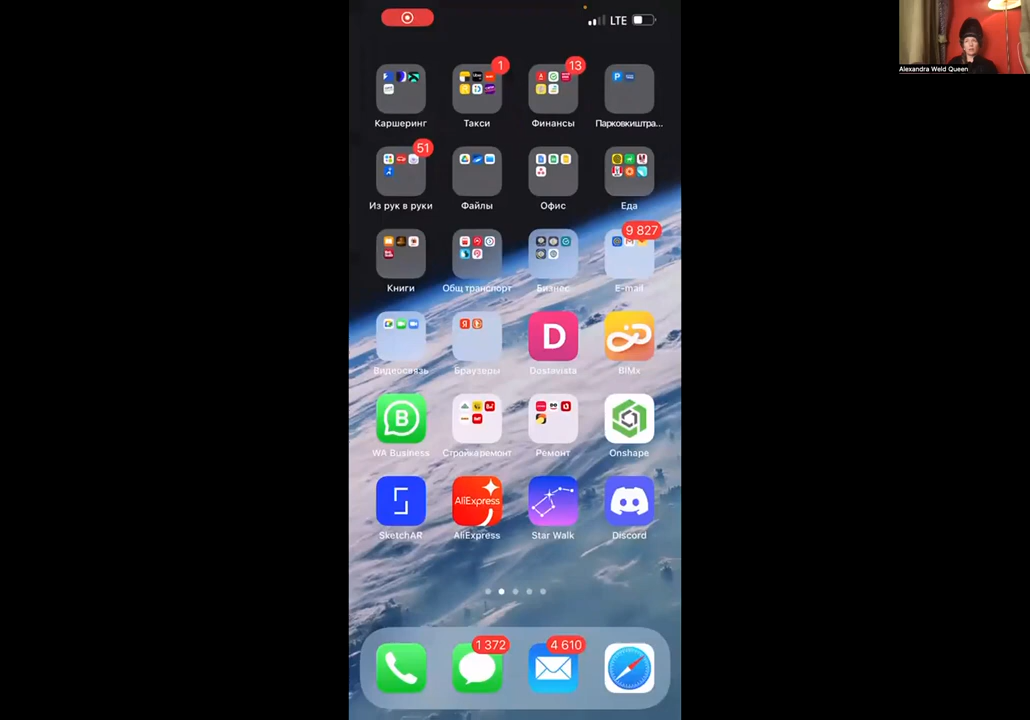 LTE
Alexandra Weld Queen
1
13
Каршеринг
Такси
Финансы
Парковкиштра...
51
Из рук в руки
Файлы
Офис
Еда
9 827
Книги
Общ транспорт
Бизнес
E-mail
D
Видеосвязь
Браузеры
Dostavista
BIMx
B
WA Business
Стройкаремонт
Ремонт
Onshape
AliExpress
SketchAR
AliExpress
Star Walk
Discord
1 372
4 610